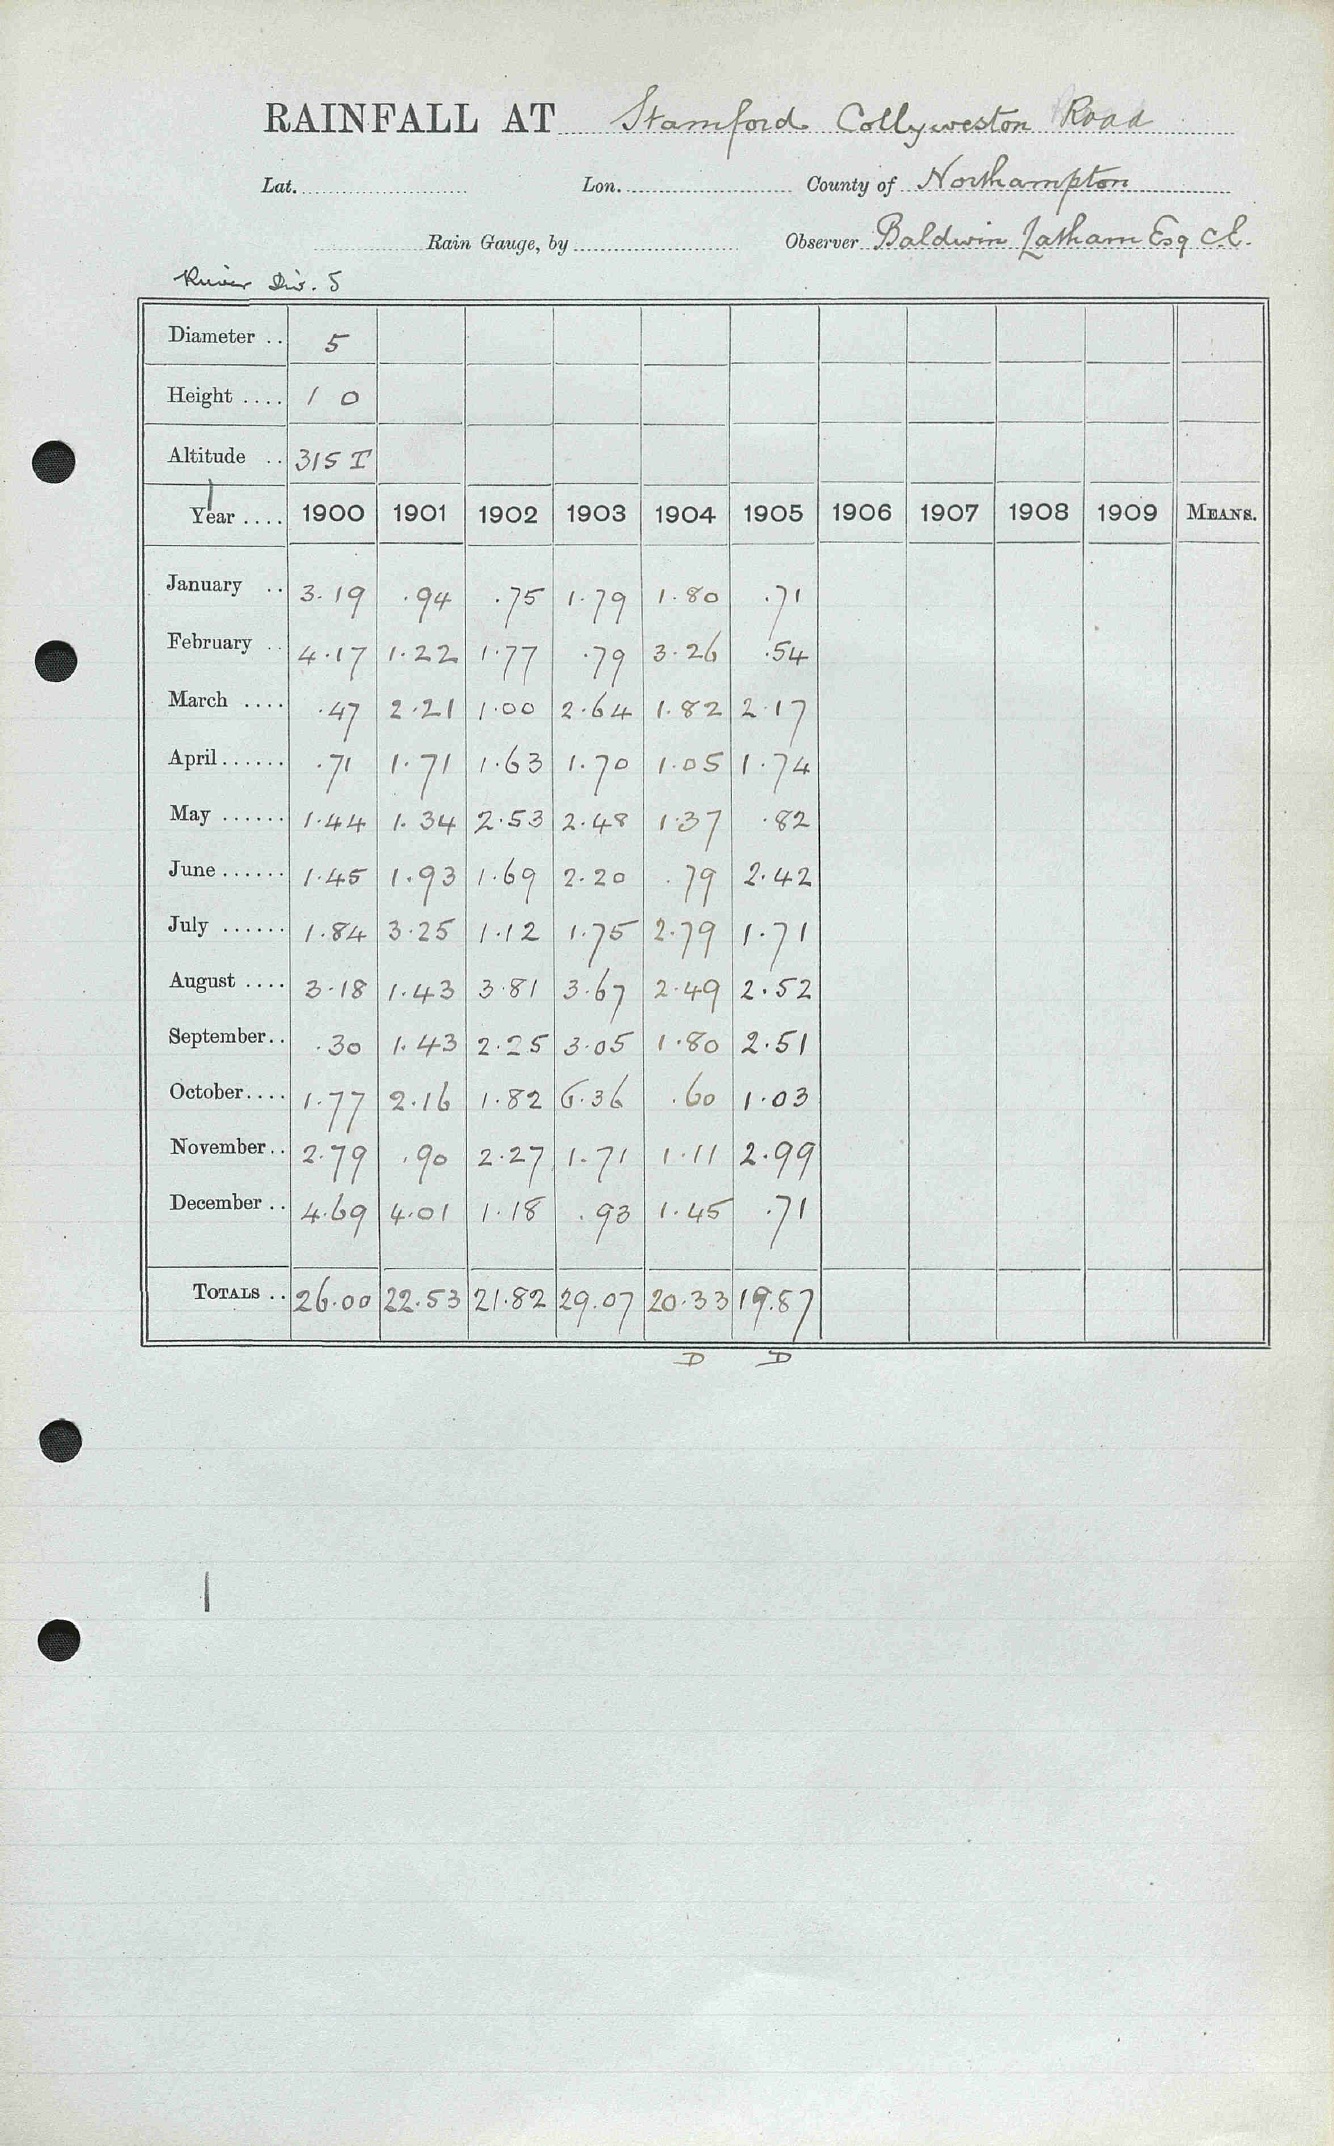 RAINFALL AT Stamford Collyweston Road
Lat. Lon. County of Northampton
Rain Gauge, by Observer Baldwin Latham Esq C.E.
River Div. 5
Diameter .. 5
Height .... 1 0
Altitude .. 315 T
Year .... 1900 1901 1902 1903 1904 1905 1906 1907 1908 1909 MEANS.
January .. 3.19 .94 .75 1.79 1.80 .71
February .. 4.17 1.22 1.77 .79 3.26 .54
March .... .47 2.21 1.00 2.64 1.82 2.17
April...... .71 1.71 1.63 1.70 1.05 1.74
May ...... 1.44 1.34 2.53 2.48 1.37 .82
June...... 1.45 1.93 1.69 2.20 .79 2.42
July ...... 1.84 3.25 1.12 1.75 2.79 1.71
August .... 3.18 1.43 3.81 3.67 2.49 2.52
September.. .30 1.43 2.25 3.05 1.80 2.51
October.... 1.77 2.16 1.82 6.36 .60 1.03
November.. 2.79 .90 2.27 1.71 1.11 2.99
December .. 4.69 4.01 1.18 .93 1.45 .71
TOTALS .. 26.00 22.53 21.82 29.07 20.33 19.87
D D